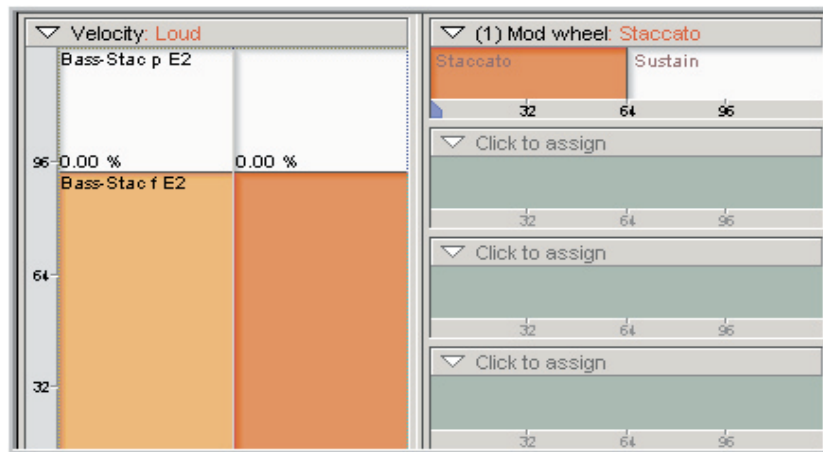 Velocity: Loud
Bass-Stac p E2
96
0.00 %
0.00 %
Bass-Stac f E2
64
32
(1) Mod wheel: Staccato
Staccato
Sustain
32
64
96
Click to assign
32
64
96
Click to assign
32
64
96
Click to assign
32
64
96